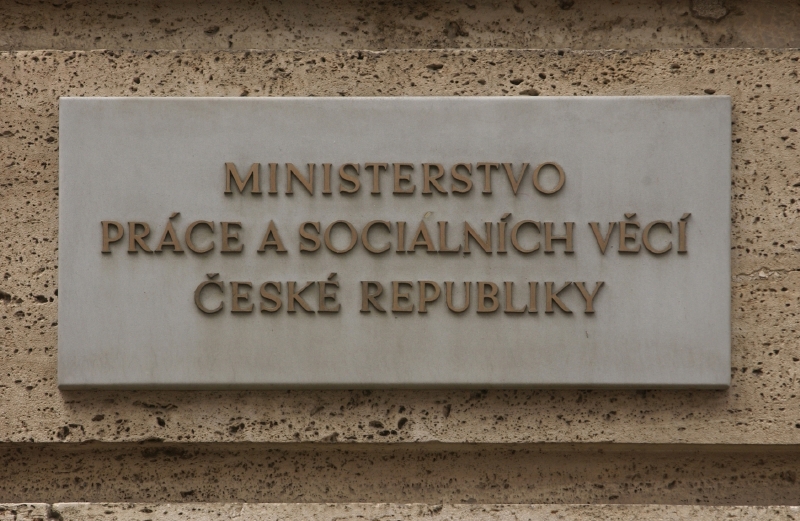 MINISTERSTVO
PRÁCE A SOCIÁLNÍCH VĚCÍ
ČESKÉ REPUBLIKY